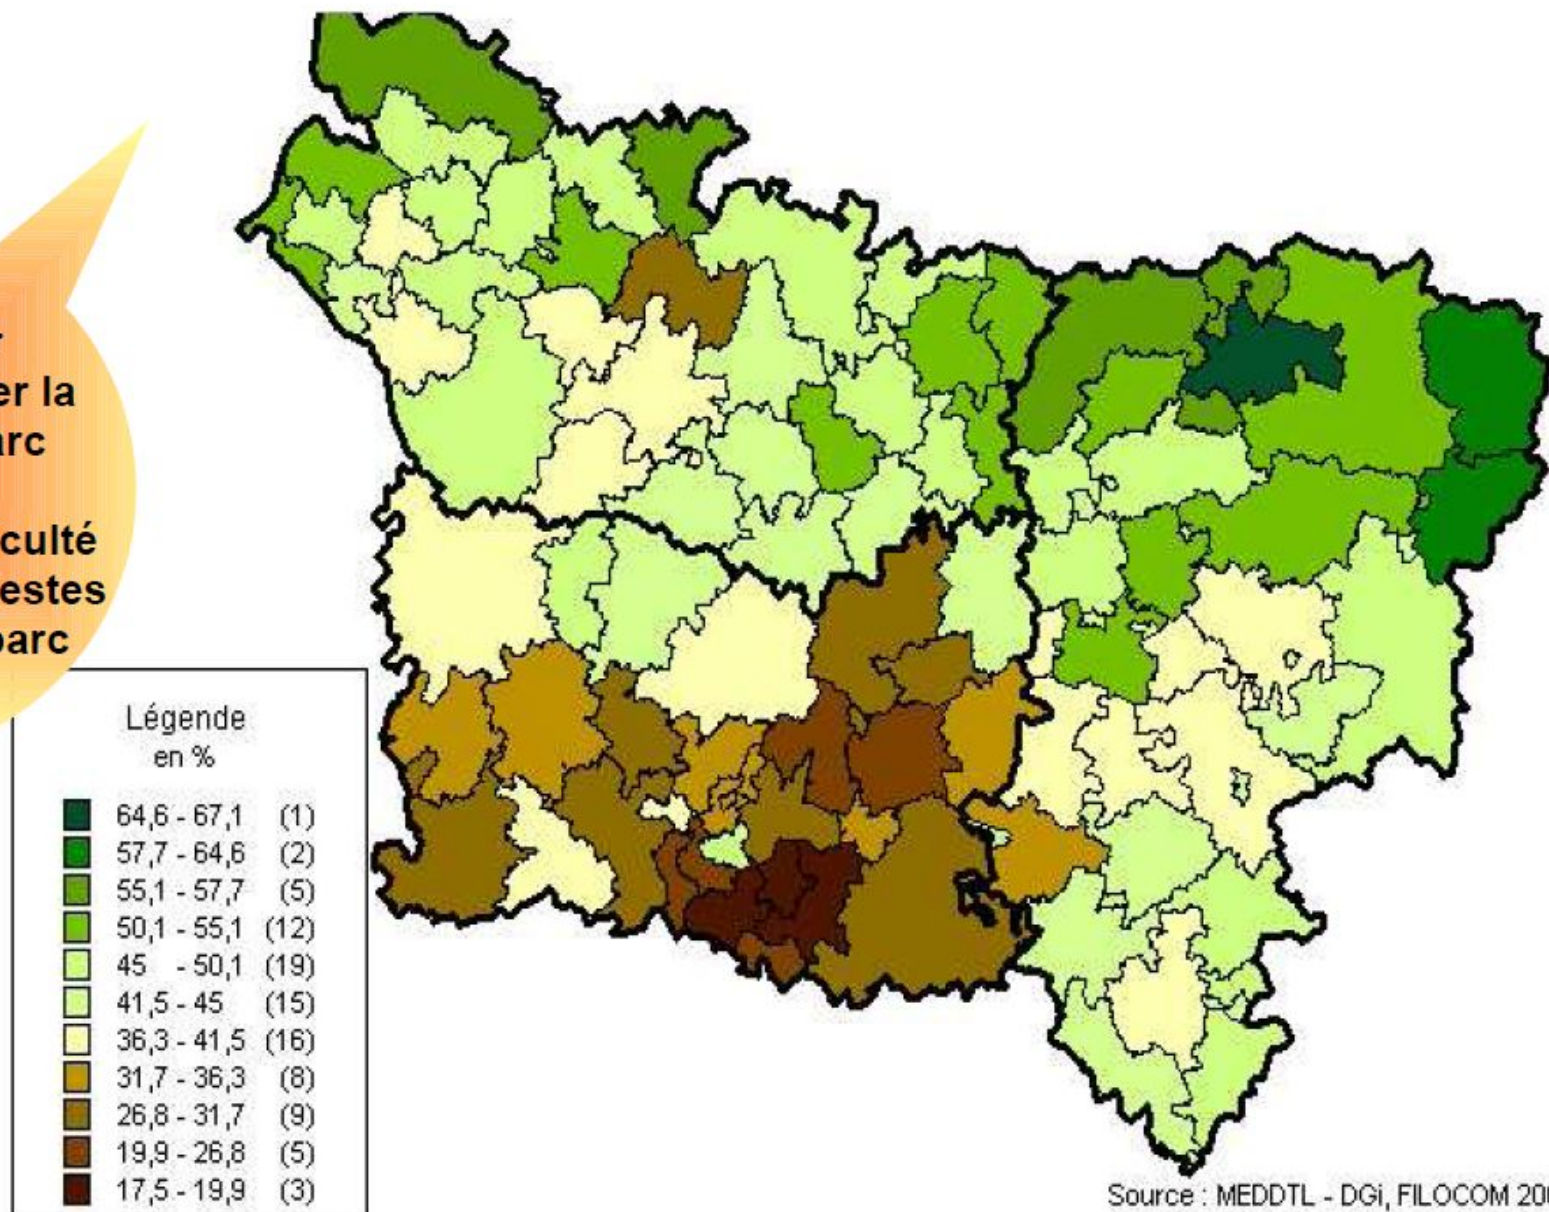 er la
arc
culté
estes
parc
Légende
en %
64,6 - 67,1 (1)
57,7 - 64,6 (2)
55,1 - 57,7 (5)
50,1 - 55,1 (12)
45 - 50,1 (19)
41,5 - 45 (15)
36,3 - 41,5 (16)
31,7 - 36,3 (8)
26,8 - 31,7 (9)
19,9 - 26,8 (5)
17,5 - 19,9 (3)
Source : MEDDTL - DGi, FILOCOM 200